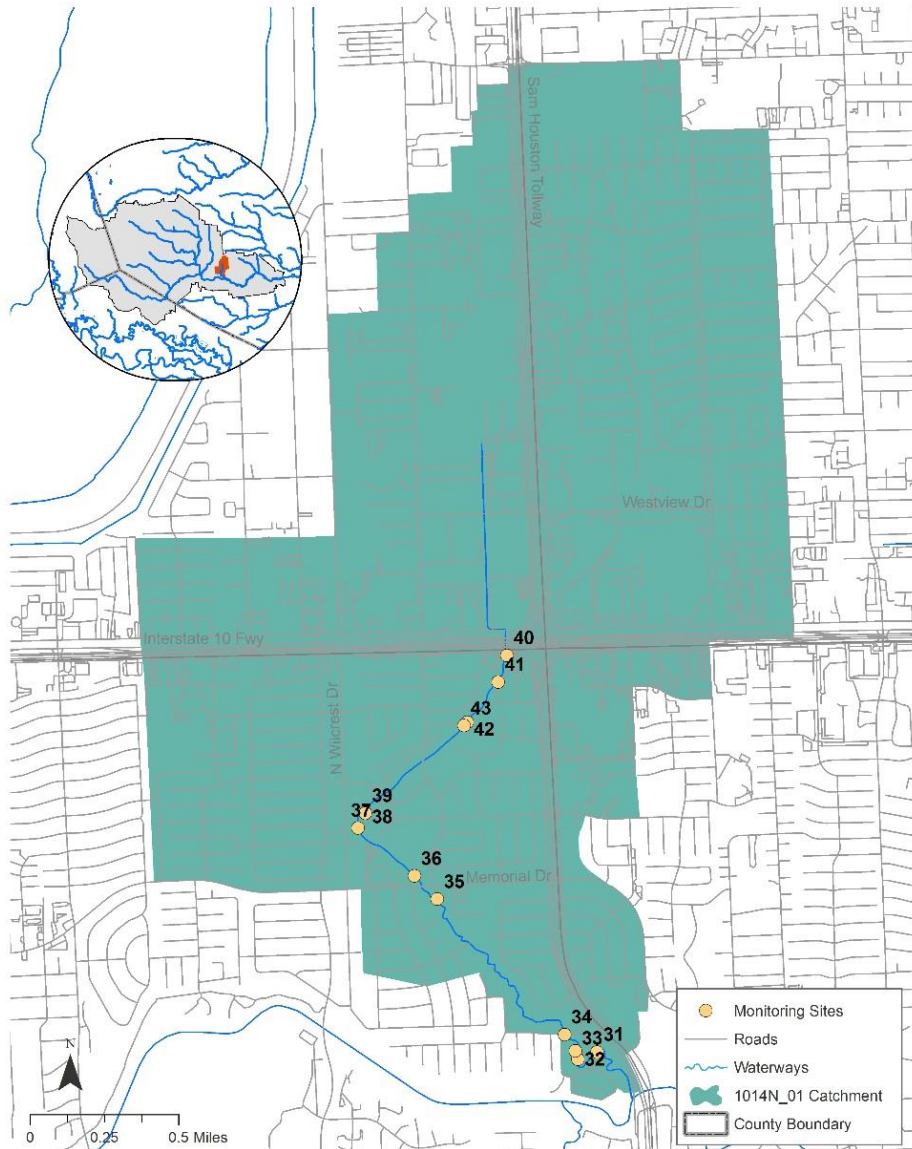 Sam Houston Tollway
Westview Dr
Interstate 10 Fwy
40
41
N Wilcrest Dr
43
42
39
37
38
36
Memorial Dr
35
34
33
31
32
N
0 0.25 0.5 Miles
Monitoring Sites
Roads
Waterways
1014N_01 Catchment
County Boundary